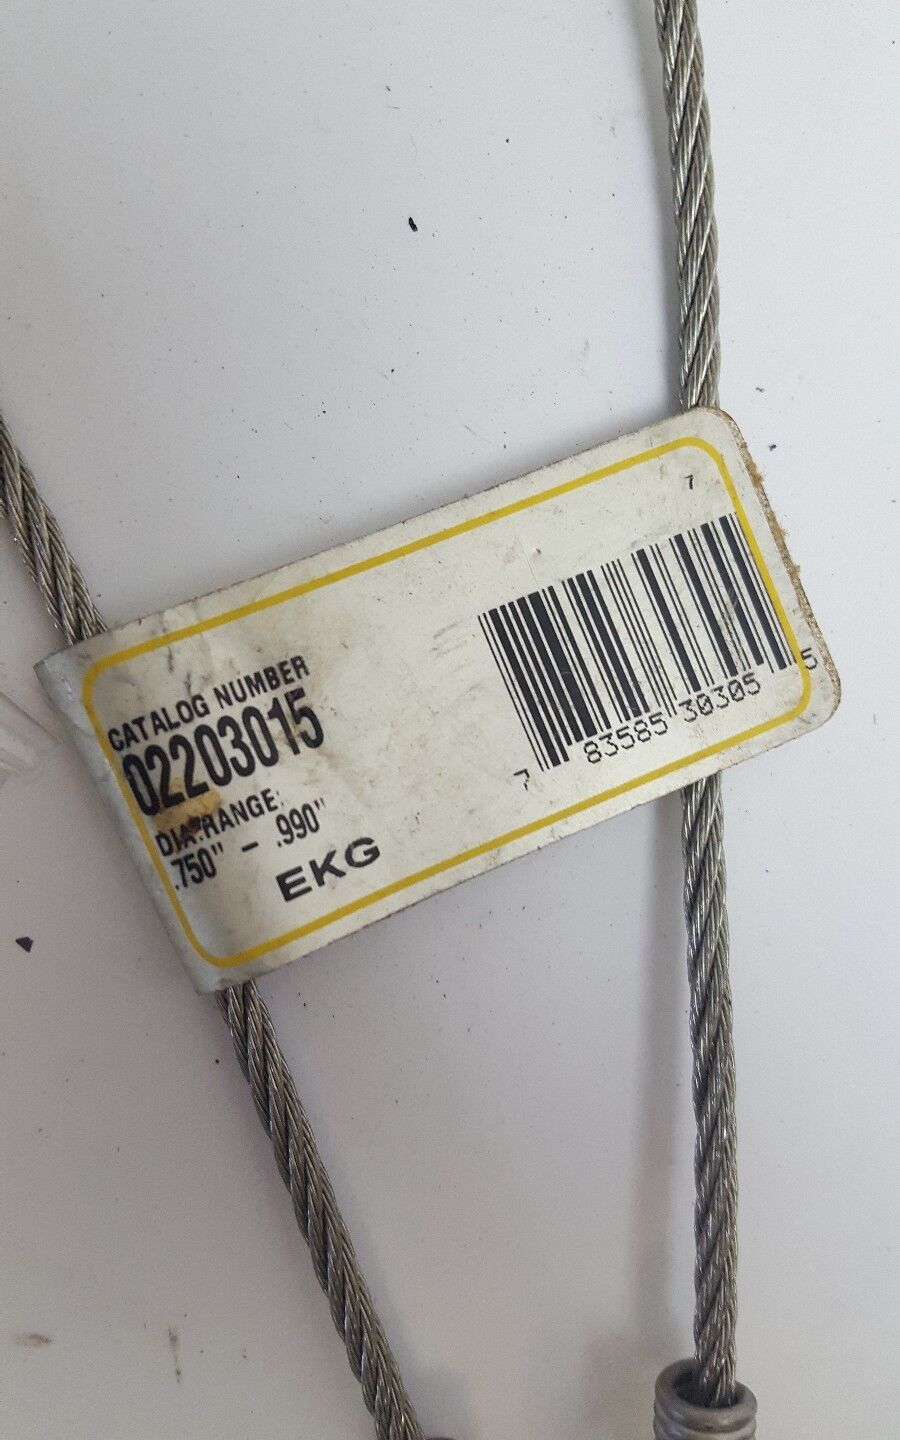 CATALOG NUMBER
02203015
DIA.RANGE:
.750" - .990"
EKG
7
7 83585 30305 5